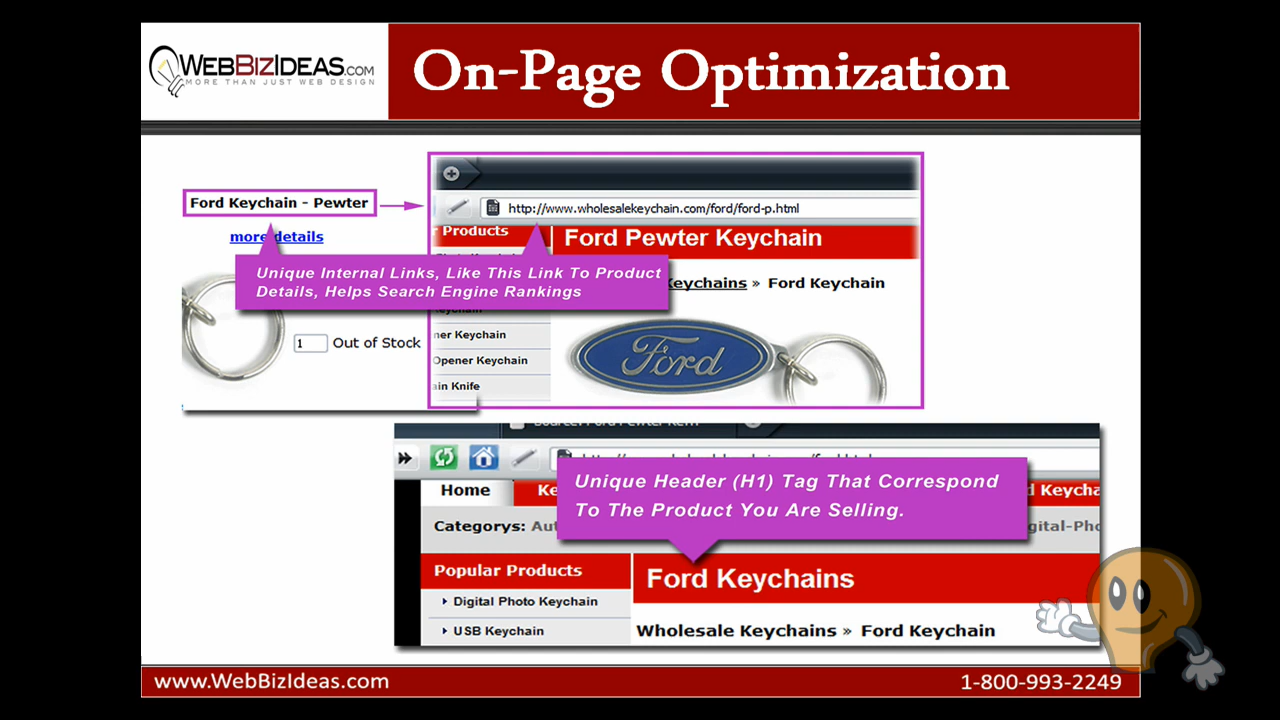 WEBBIZIDEAS.COM
MORE THAN JUST WEB DESIGN
On-Page Optimization
Ford Keychain - Pewter
more details
Unique Internal Links, Like This Link To Product
Details, Helps Search Engine Rankings
1 Out of Stock
http://www.wholesalekeychain.com/ford/ford-p.html
Products
Ford Pewter Keychain
Keychains » Ford Keychain
Keychain
Opener Keychain
Knife
Ford
Unique Header (H1) Tag That Correspond
To The Product You Are Selling.
Home
Categorys:
Popular Products
Ford Keychains
Digital Photo Keychain
USB Keychain
Wholesale Keychains » Ford Keychain
www.WebBizIdeas.com
1-800-993-2249